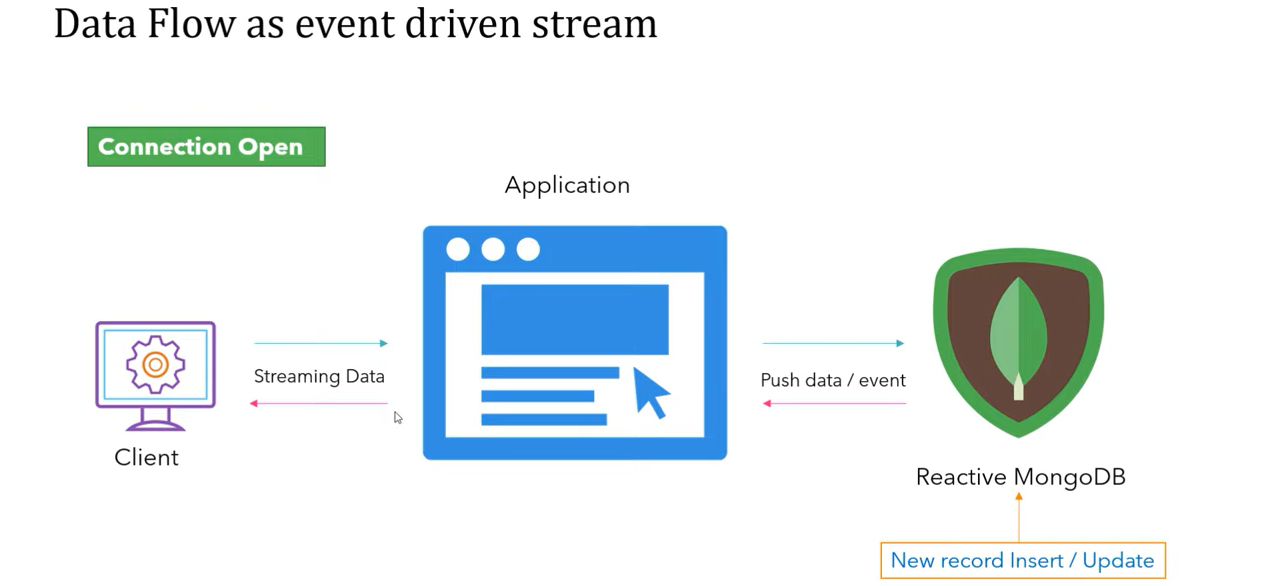 Data Flow as event driven stream
Connection Open
Application
Streaming Data
Push data / event
Client
Reactive MongoDB
New record Insert / Update